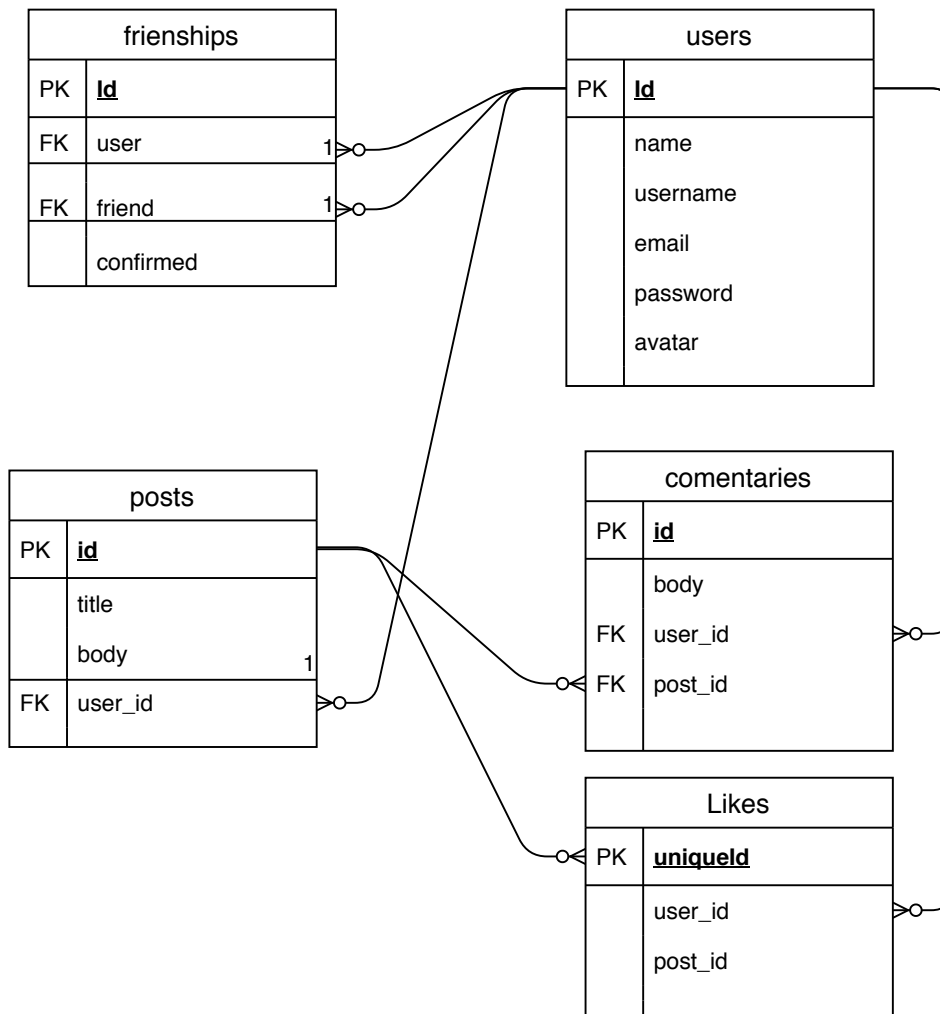 frienships
PK Id
FK user 1
FK friend 1
confirmed
users
PK Id
name
username
email
password
avatar
posts
PK id
title
body 1
FK user_id
comentaries
PK id
body
FK user_id
FK post_id
Likes
PK uniqueId
user_id
post_id